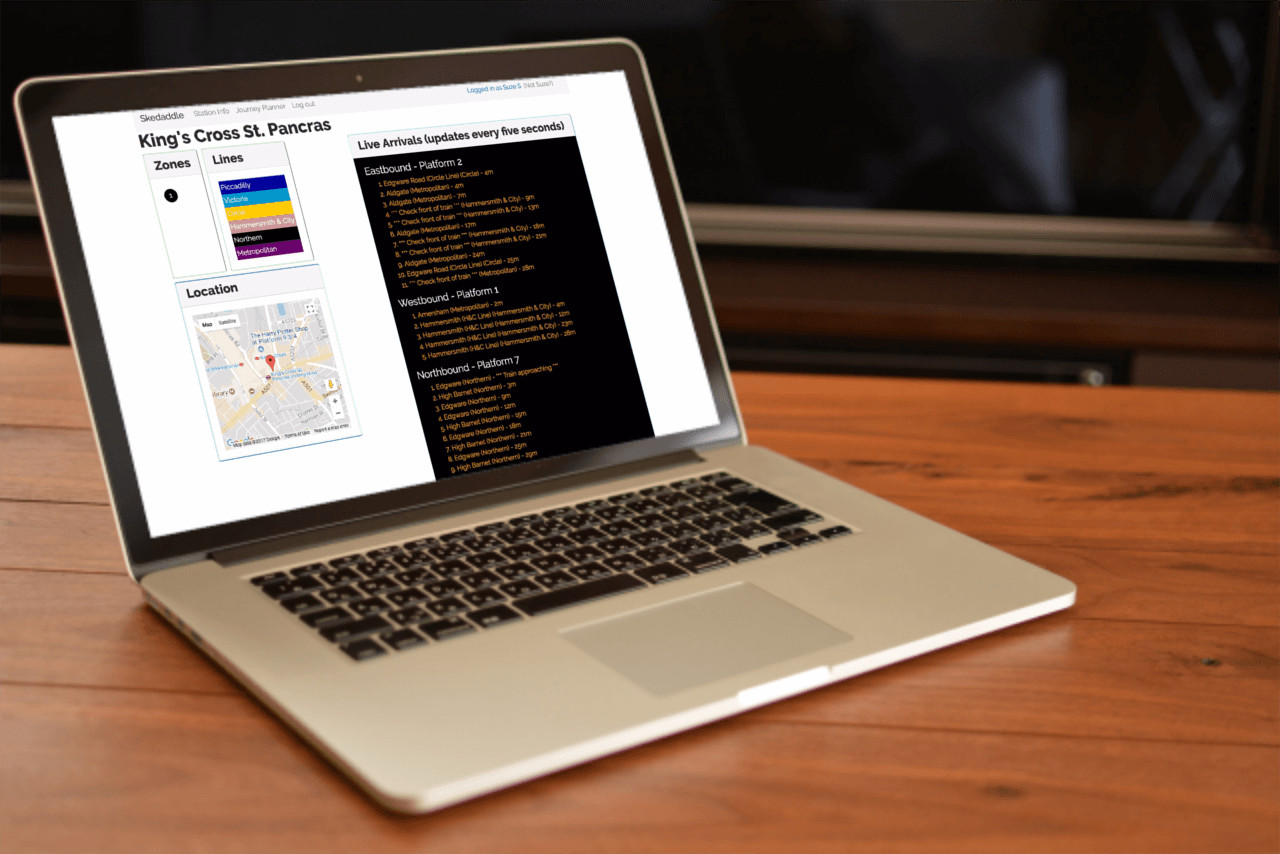 Skedaddle Station Info Journey Planner Log out
Logged in as Suze S (Not Suze?)
King's Cross St. Pancras
Zones
1
Lines
Piccadilly
Victoria
Circle
Hammersmith & City
Northern
Metropolitan
Location
Map Satellite
The Harry Potter Shop
at Platform 9 3/4
A501
Google
Map data ©2017 Google Terms of Use Report a map error
Live Arrivals (updates every five seconds)
Eastbound - Platform 2
1. Edgware Road (Circle Line) (Circle) - 4m
2. Aldgate (Metropolitan) - 4m
3. Aldgate (Metropolitan) - 7m
4. *** Check front of train *** (Hammersmith & City) - 9m
5. *** Check front of train *** (Hammersmith & City) - 13m
6. Aldgate (Metropolitan) - 17m
7. *** Check front of train *** (Hammersmith & City) - 18m
8. *** Check front of train *** (Hammersmith & City) - 21m
9. Aldgate (Metropolitan) - 24m
10. Edgware Road (Circle Line) (Circle) - 25m
11. *** Check front of train *** (Metropolitan) - 28m
Westbound - Platform 1
1. Amersham (Metropolitan) - 2m
2. Hammersmith (H&C Line) (Hammersmith & City) - 4m
3. Hammersmith (H&C Line) (Hammersmith & City) - 12m
4. Hammersmith (H&C Line) (Hammersmith & City) - 23m
5. Hammersmith (H&C Line) (Hammersmith & City) - 28m
Northbound - Platform 7
1. Edgware (Northern) - *** Train approaching ***
2. High Barnet (Northern) - 3m
3. Edgware (Northern) - 9m
4. Edgware (Northern) - 12m
5. High Barnet (Northern) - 15m
6. Edgware (Northern) - 18m
7. High Barnet (Northern) - 21m
8. Edgware (Northern) - 25m
9. High Barnet (Northern) - 29m